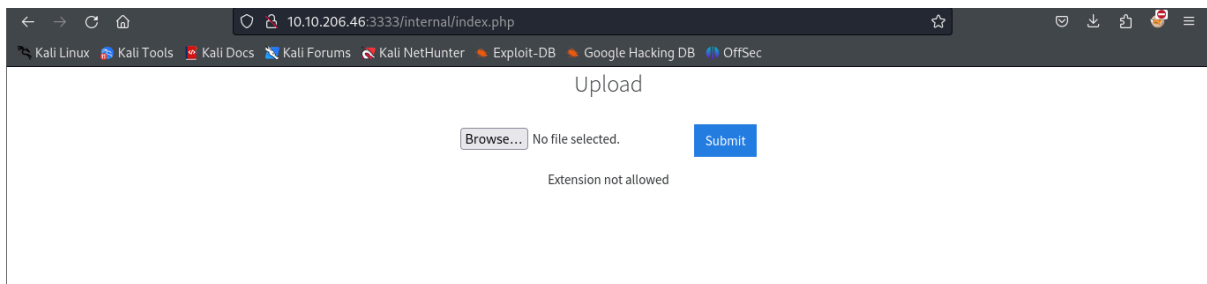 10.10.206.46:3333/internal/index.php
Kali Linux Kali Tools Kali Docs Kali Forums Kali NetHunter Exploit-DB Google Hacking DB OffSec
Upload
Browse... No file selected. Submit
Extension not allowed